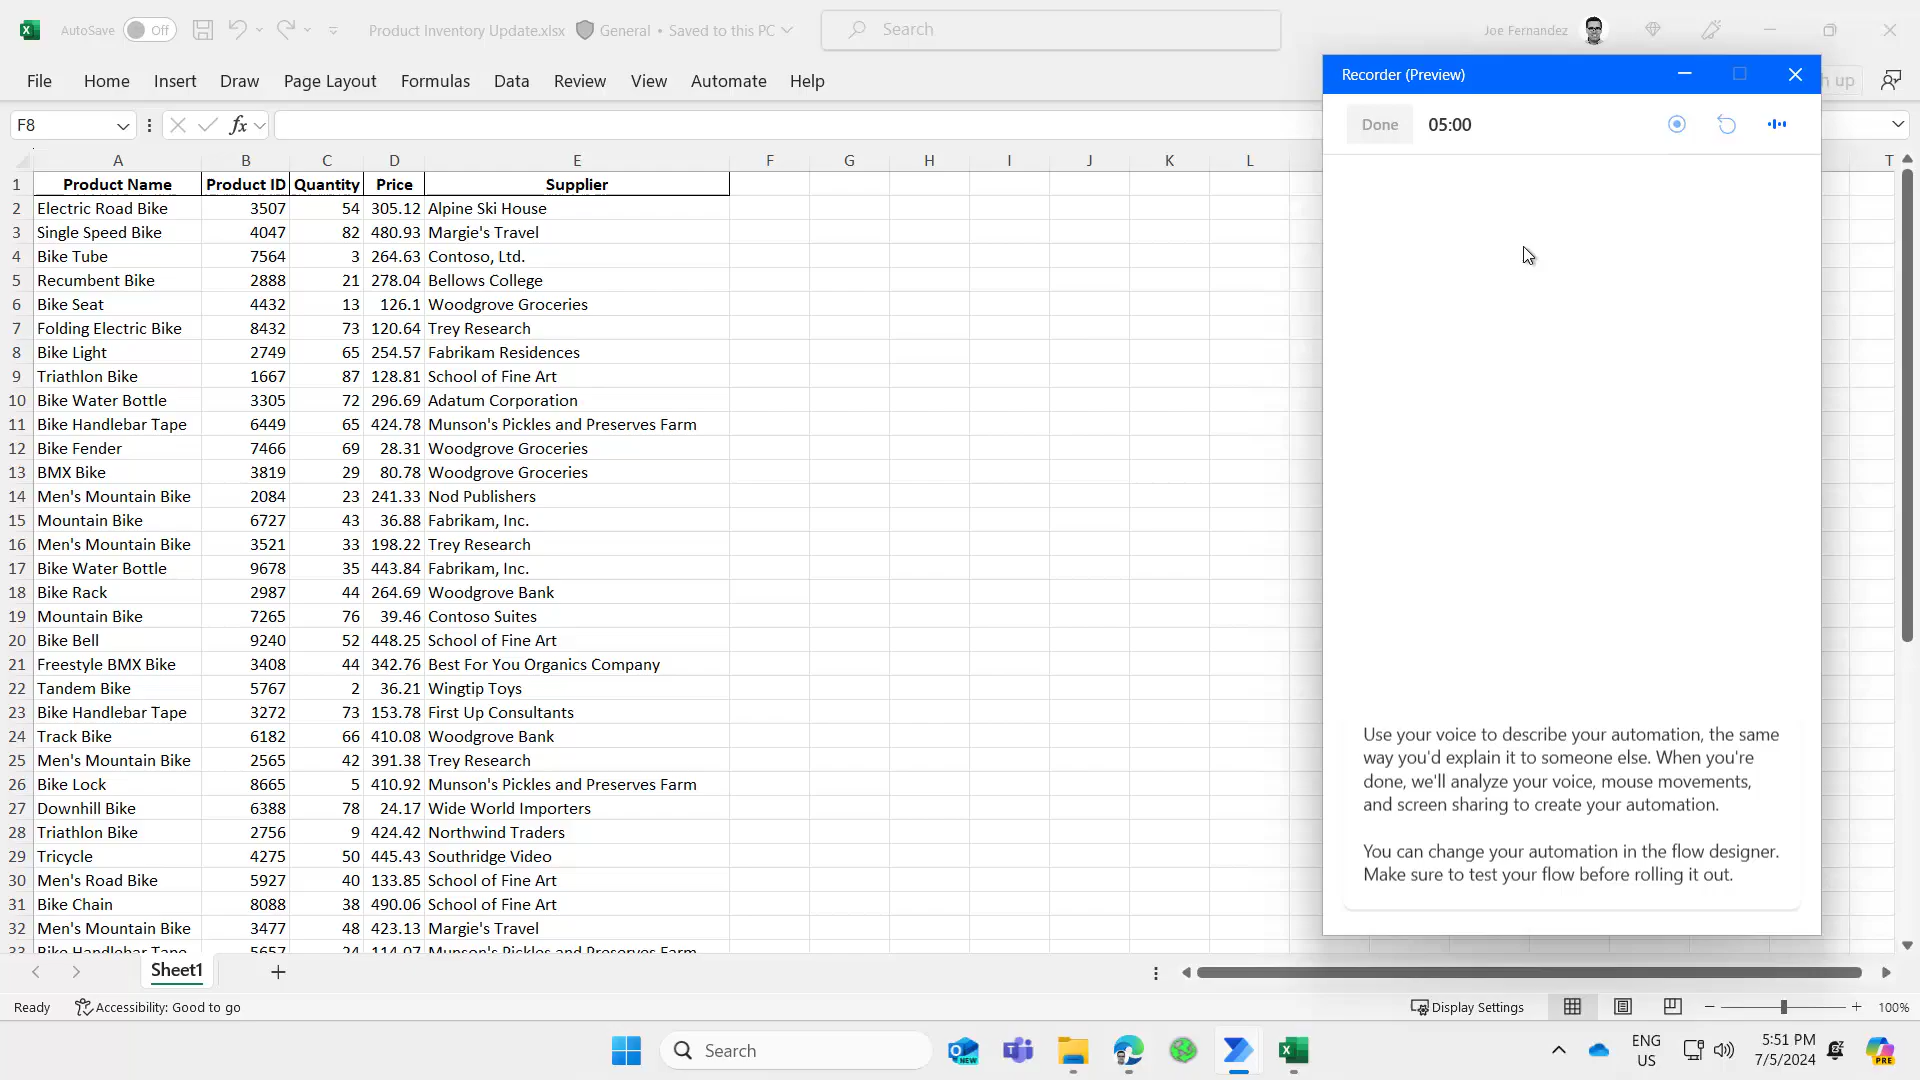 AutoSave Off Product Inventory Update.xlsx General • Saved to this PC Search Joe Fernandez
File Home Insert Draw Page Layout Formulas Data Review View Automate Help
Recorder (Preview)
F8 fx
Done 05:00
A B C D E F G H I J K L T
1 Product Name Product ID Quantity Price Supplier
2 Electric Road Bike 3507 54 305.12 Alpine Ski House
3 Single Speed Bike 4047 82 480.93 Margie's Travel
4 Bike Tube 7564 3 264.63 Contoso, Ltd.
5 Recumbent Bike 2888 21 278.04 Bellows College
6 Bike Seat 4432 13 126.1 Woodgrove Groceries
7 Folding Electric Bike 8432 73 120.64 Trey Research
8 Bike Light 2749 65 254.57 Fabrikam Residences
9 Triathlon Bike 1667 87 128.81 School of Fine Art
10 Bike Water Bottle 3305 72 296.69 Adatum Corporation
11 Bike Handlebar Tape 6449 65 424.78 Munson's Pickles and Preserves Farm
12 Bike Fender 7466 69 28.31 Woodgrove Groceries
13 BMX Bike 3819 29 80.78 Woodgrove Groceries
14 Men's Mountain Bike 2084 23 241.33 Nod Publishers
15 Mountain Bike 6727 43 36.88 Fabrikam, Inc.
16 Men's Mountain Bike 3521 33 198.22 Trey Research
17 Bike Water Bottle 9678 35 443.84 Fabrikam, Inc.
18 Bike Rack 2987 44 264.69 Woodgrove Bank
19 Mountain Bike 7265 76 39.46 Contoso Suites
20 Bike Bell 9240 52 448.25 School of Fine Art
21 Freestyle BMX Bike 3408 44 342.76 Best For You Organics Company
22 Tandem Bike 5767 2 36.21 Wingtip Toys
23 Bike Handlebar Tape 3272 73 153.78 First Up Consultants
24 Track Bike 6182 66 410.08 Woodgrove Bank
25 Men's Mountain Bike 2565 42 391.38 Trey Research
26 Bike Lock 8665 5 410.92 Munson's Pickles and Preserves Farm
27 Downhill Bike 6388 78 24.17 Wide World Importers
28 Triathlon Bike 2756 9 424.42 Northwind Traders
29 Tricycle 4275 50 445.43 Southridge Video
30 Men's Road Bike 5927 40 133.85 School of Fine Art
31 Bike Chain 8088 38 490.06 School of Fine Art
32 Men's Mountain Bike 3477 48 423.13 Margie's Travel
33 Bike Handlebar Tape 5657 24 114.07 Munson's Pickles and Preserves Farm
Use your voice to describe your automation, the same
way you'd explain it to someone else. When you're
done, we'll analyze your voice, mouse movements,
and screen sharing to create your automation.
You can change your automation in the flow designer.
Make sure to test your flow before rolling it out.
Sheet1
Ready Accessibility: Good to go Display Settings 100%
Search NEW ENG US 5:51 PM 7/5/2024 PRE